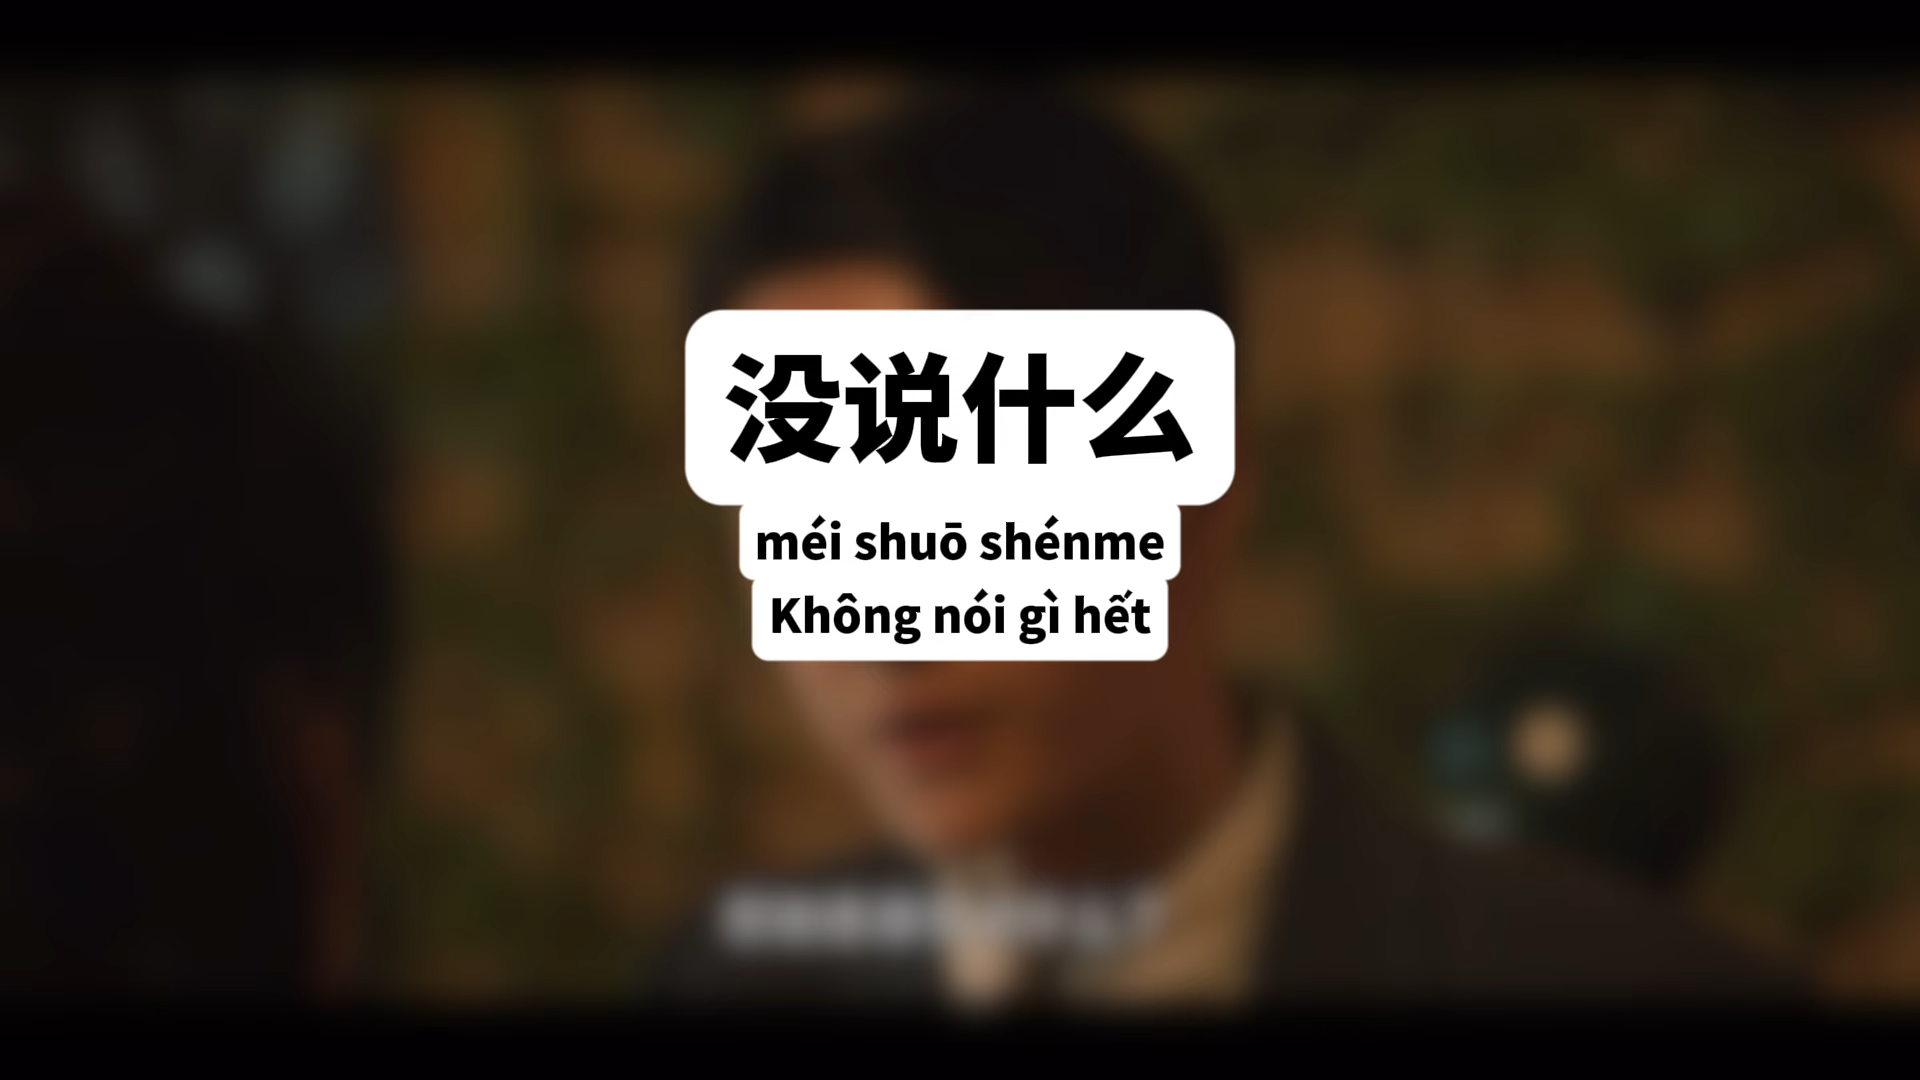 没说什么
méi shuō shénme
Không nói gì hết